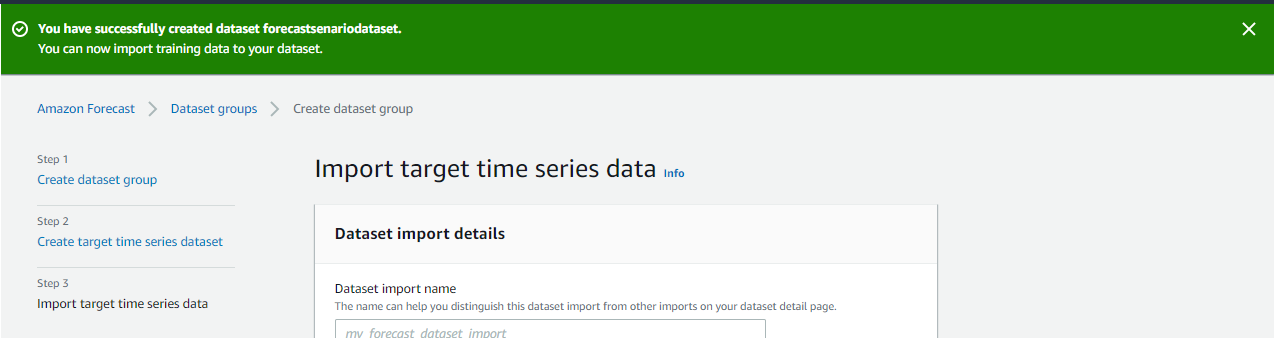 You have successfully created dataset forecastsenariodataset.
You can now import training data to your dataset.
Amazon Forecast > Dataset groups > Create dataset group
Step 1
Create dataset group
Step 2
Create target time series dataset
Step 3
Import target time series data
Import target time series data Info
Dataset import details
Dataset import name
The name can help you distinguish this dataset import from other imports on your dataset detail page.
my_forecast_dataset_import